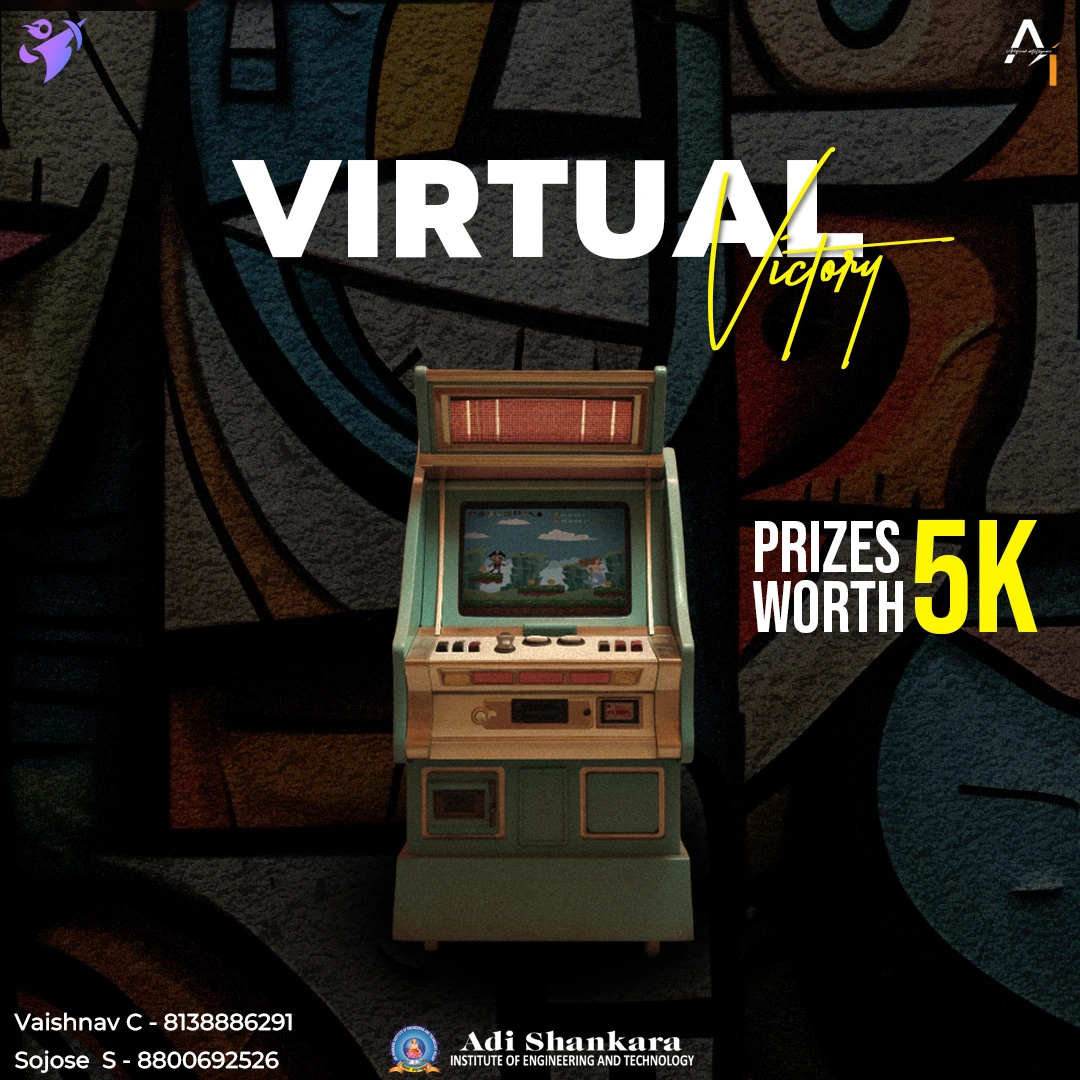 VIRTUAL
Victory
PRIZES
WORTH 5K
Vaishnav C - 8138886291
Sojose S - 8800692526
Adi Shankara
INSTITUTE OF ENGINEERING AND TECHNOLOGY